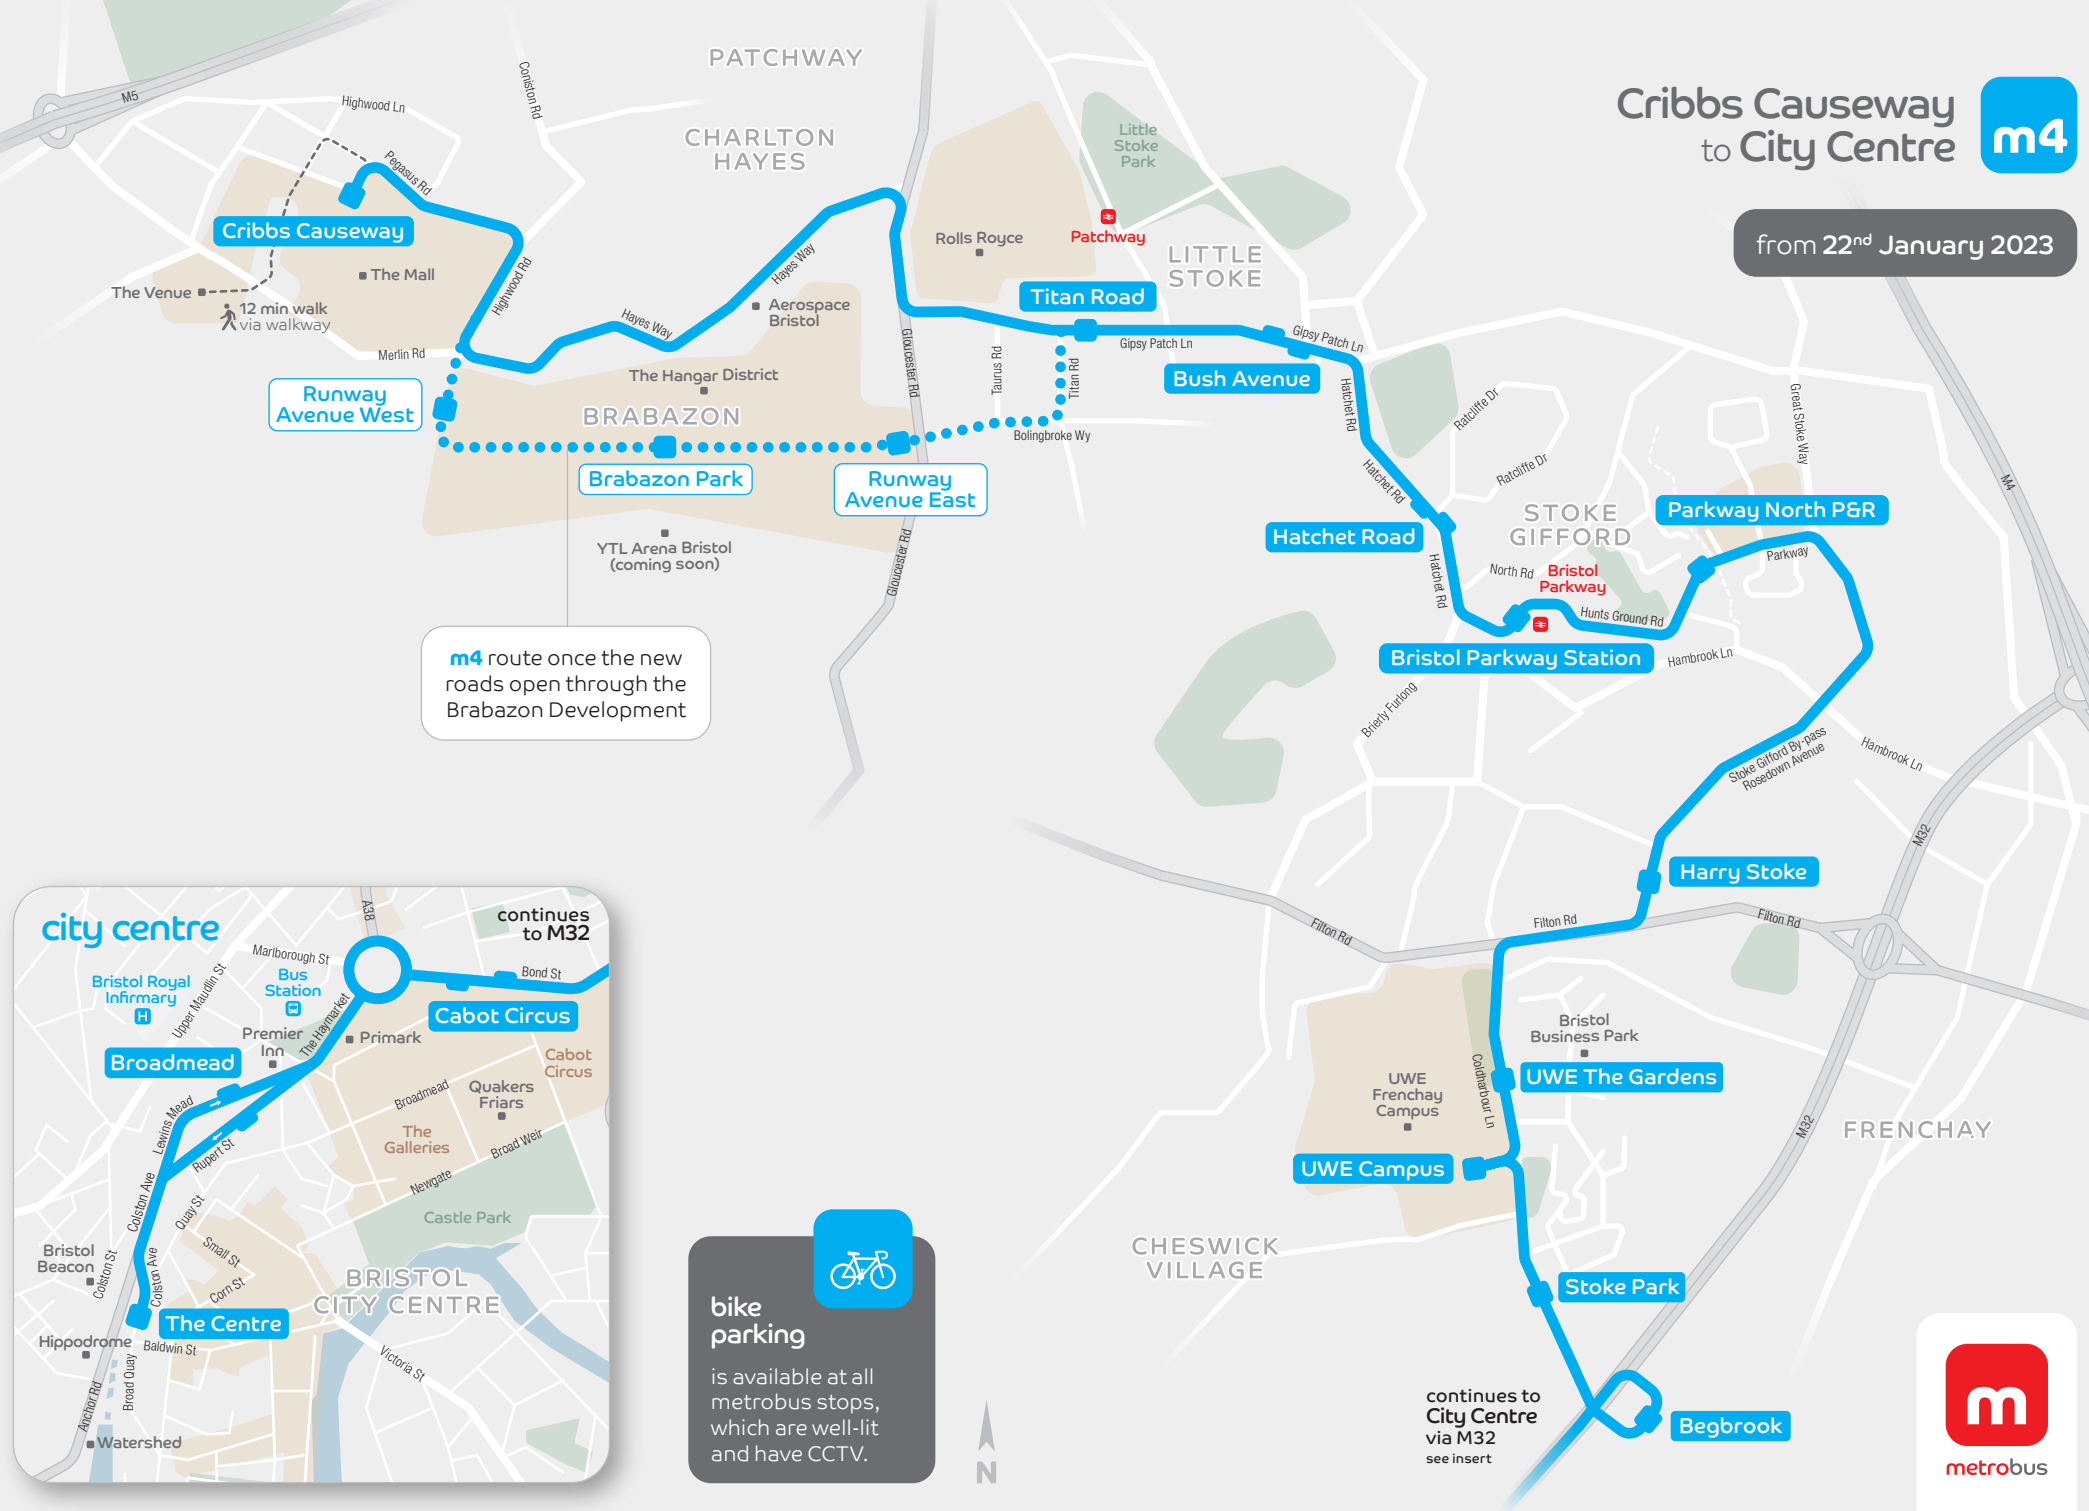 Cribbs Causeway
to City Centre
m4
from 22nd January 2023
PATCHWAY
CHARLTON
HAYES
M5
Highwood Ln
Coniston Rd
Pegasus Rd
Cribbs Causeway
The Mall
The Venue
12 min walk
via walkway
Merlin Rd
Highwood Rd
Hayes Way
Hayes Way
Aerospace
Bristol
Rolls Royce
Little
Stoke
Park
Patchway
LITTLE
STOKE
Titan Road
Gipsy Patch Ln
Gipsy Patch Ln
Bush Avenue
Gloucester Rd
Taurus Rd
Titan Rd
Bolingbroke Wy
Runway
Avenue West
The Hangar District
BRABAZON
Brabazon Park
Runway
Avenue East
YTL Arena Bristol
(coming soon)
Gloucester Rd
m4 route once the new
roads open through the
Brabazon Development
Hatchet Rd
Hatchet Rd
Hatchet Rd
Hatchet Road
Ratcliffe Dr
Ratcliffe Dr
STOKE
GIFFORD
Great Stoke Way
M4
Parkway North P&R
Parkway
North Rd
Bristol
Parkway
Hunts Ground Rd
Bristol Parkway Station
Hambrook Ln
Brierly Furlong
Stoke Gifford By-pass
Rosedown Avenue
Hambrook Ln
M32
Harry Stoke
Filton Rd
Filton Rd
Filton Rd
Bristol
Business Park
UWE The Gardens
Coldharbour Ln
UWE
Frenchay
Campus
UWE Campus
M32
FRENCHAY
CHESWICK
VILLAGE
Stoke Park
Begbrook
continues to
City Centre
via M32
see insert
m
metrobus
city centre
A38
continues
to M32
Marlborough St
Bristol Royal
Infirmary
H
Upper Maudlin St
Bus
Station
Bond St
Cabot Circus
The Haymarket
Premier
Inn
Primark
Broadmead
Cabot
Circus
Broadmead
Quakers
Friars
The
Galleries
Broad Weir
Newgate
Lewins Mead
Rupert St
Colston Ave
Quay St
Castle Park
Bristol
Beacon
Colston St
Colston Ave
Small St
Corn St
BRISTOL
CITY CENTRE
The Centre
Hippodrome
Baldwin St
Victoria St
Anchor Rd
Broad Quay
Watershed
bike
parking
is available at all
metrobus stops,
which are well-lit
and have CCTV.
N